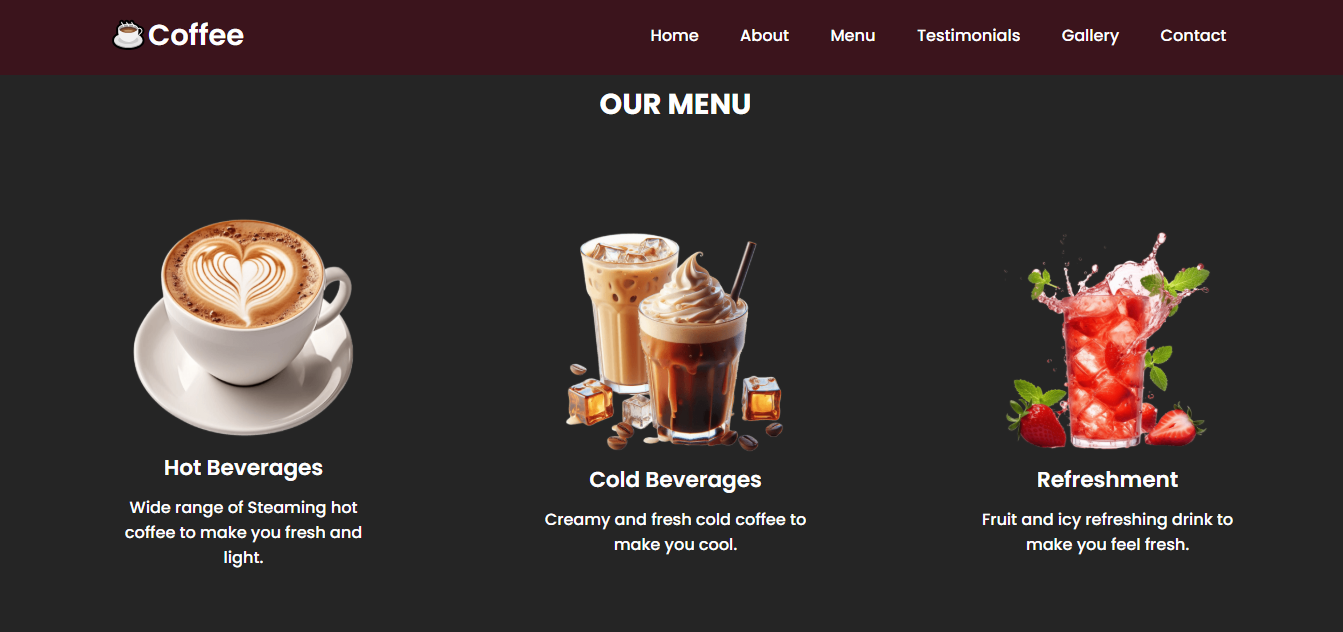 Coffee
Home About Menu Testimonials Gallery Contact
OUR MENU
Hot Beverages
Wide range of Steaming hot
coffee to make you fresh and
light.
Cold Beverages
Creamy and fresh cold coffee to
make you cool.
Refreshment
Fruit and icy refreshing drink to
make you feel fresh.